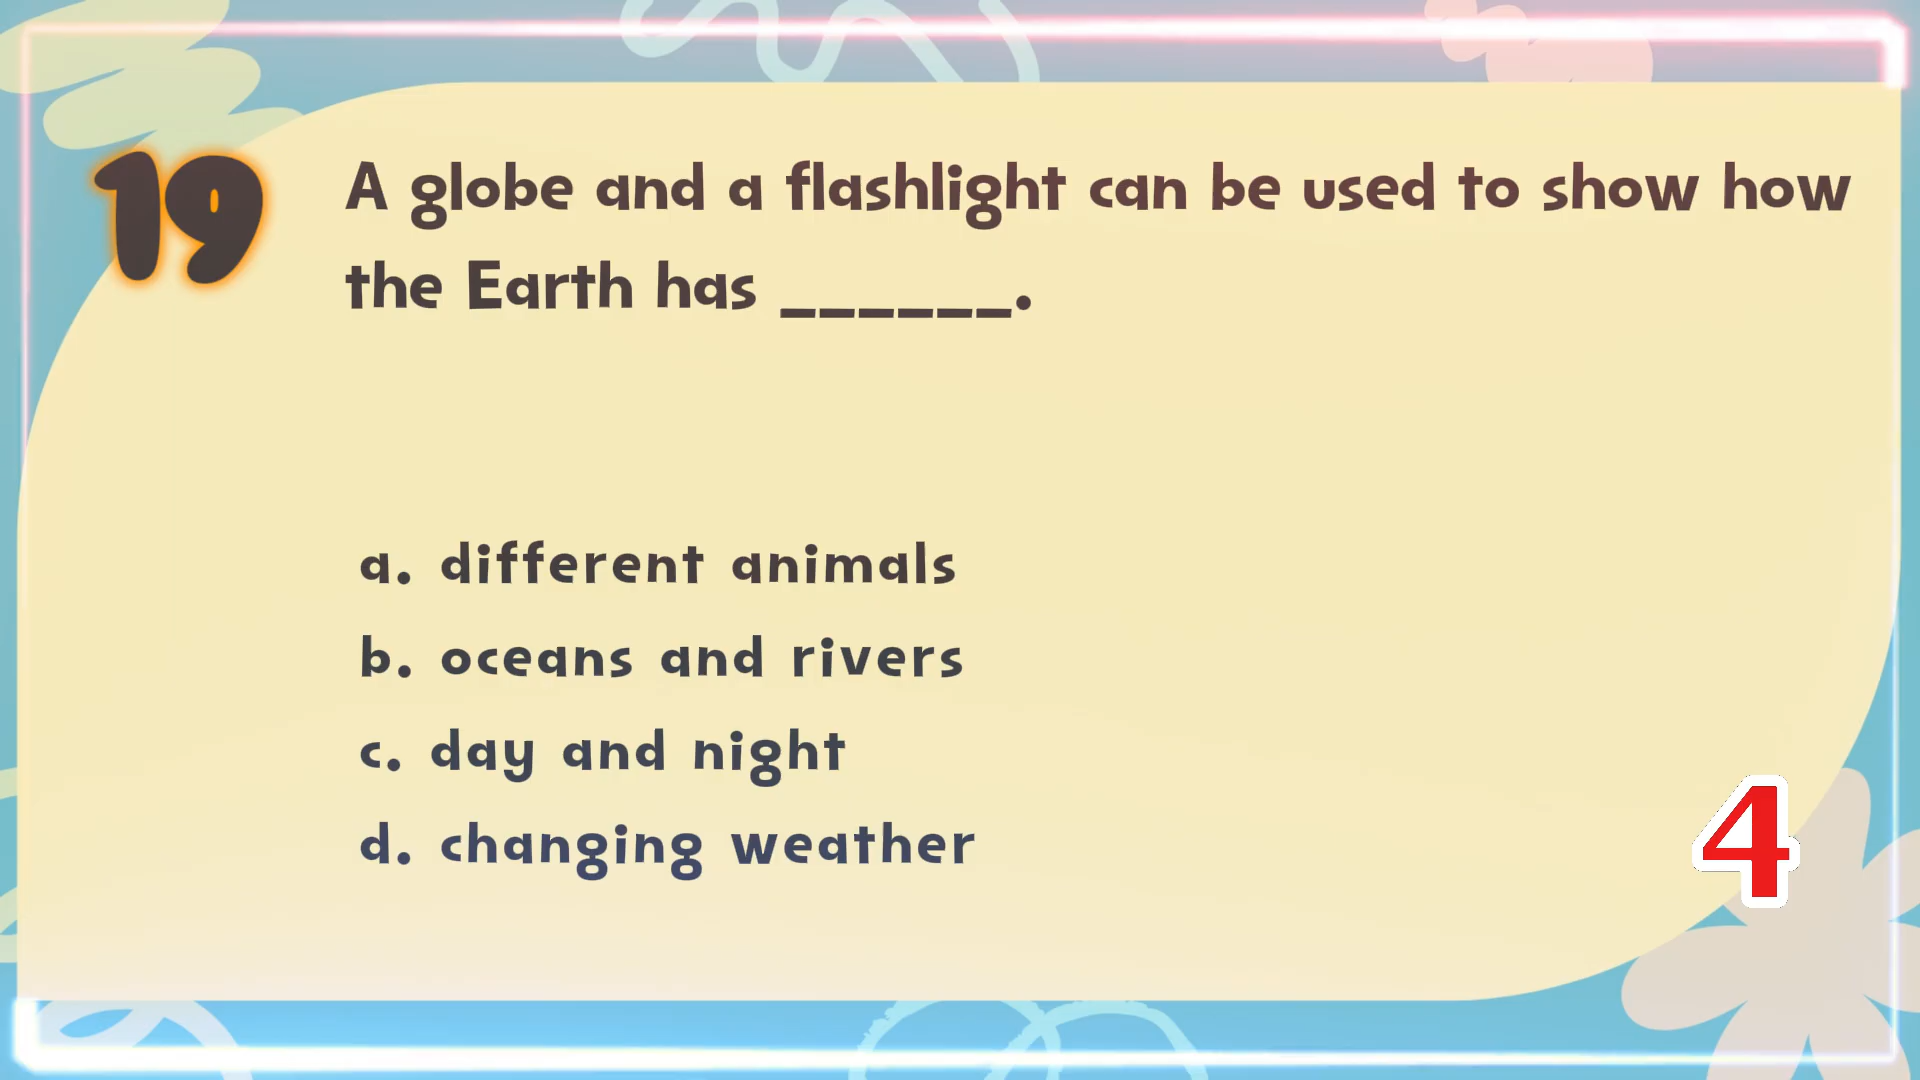 19
A globe and a flashlight can be used to show how
the Earth has ______.
a. different animals
b. oceans and rivers
c. day and night
d. changing weather
4